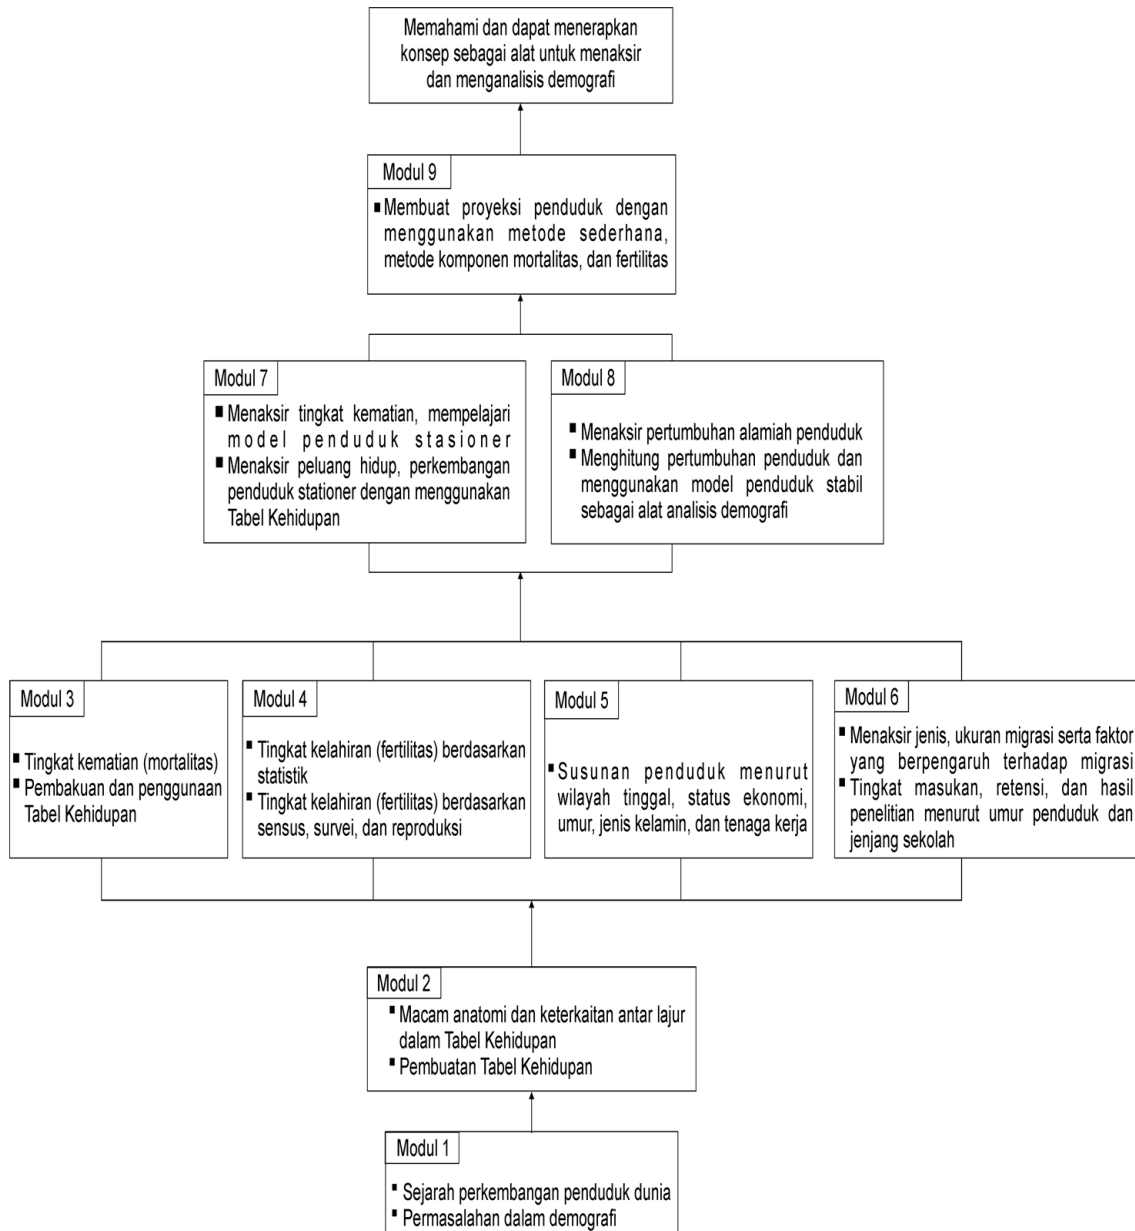 Memahami dan dapat menerapkan
konsep sebagai alat untuk menaksir
dan menganalisis demografi
Modul 9
▪ Membuat proyeksi penduduk dengan
menggunakan metode sederhana,
metode komponen mortalitas, dan fertilitas
Modul 7
▪ Menaksir tingkat kematian, mempelajari
model penduduk stasioner
▪ Menaksir peluang hidup, perkembangan
penduduk stationer dengan menggunakan
Tabel Kehidupan
Modul 8
▪ Menaksir pertumbuhan alamiah penduduk
▪ Menghitung pertumbuhan penduduk dan
menggunakan model penduduk stabil
sebagai alat analisis demografi
Modul 3
▪ Tingkat kematian (mortalitas)
▪ Pembakuan dan penggunaan
Tabel Kehidupan
Modul 4
▪ Tingkat kelahiran (fertilitas) berdasarkan
statistik
▪ Tingkat kelahiran (fertilitas) berdasarkan
sensus, survei, dan reproduksi
Modul 5
▪ Susunan penduduk menurut
wilayah tinggal, status ekonomi,
umur, jenis kelamin, dan tenaga kerja
Modul 6
▪ Menaksir jenis, ukuran migrasi serta faktor
yang berpengaruh terhadap migrasi
▪ Tingkat masukan, retensi, dan hasil
penelitian menurut umur penduduk dan
jenjang sekolah
Modul 2
▪ Macam anatomi dan keterkaitan antar lajur
dalam Tabel Kehidupan
▪ Pembuatan Tabel Kehidupan
Modul 1
▪ Sejarah perkembangan penduduk dunia
▪ Permasalahan dalam demografi